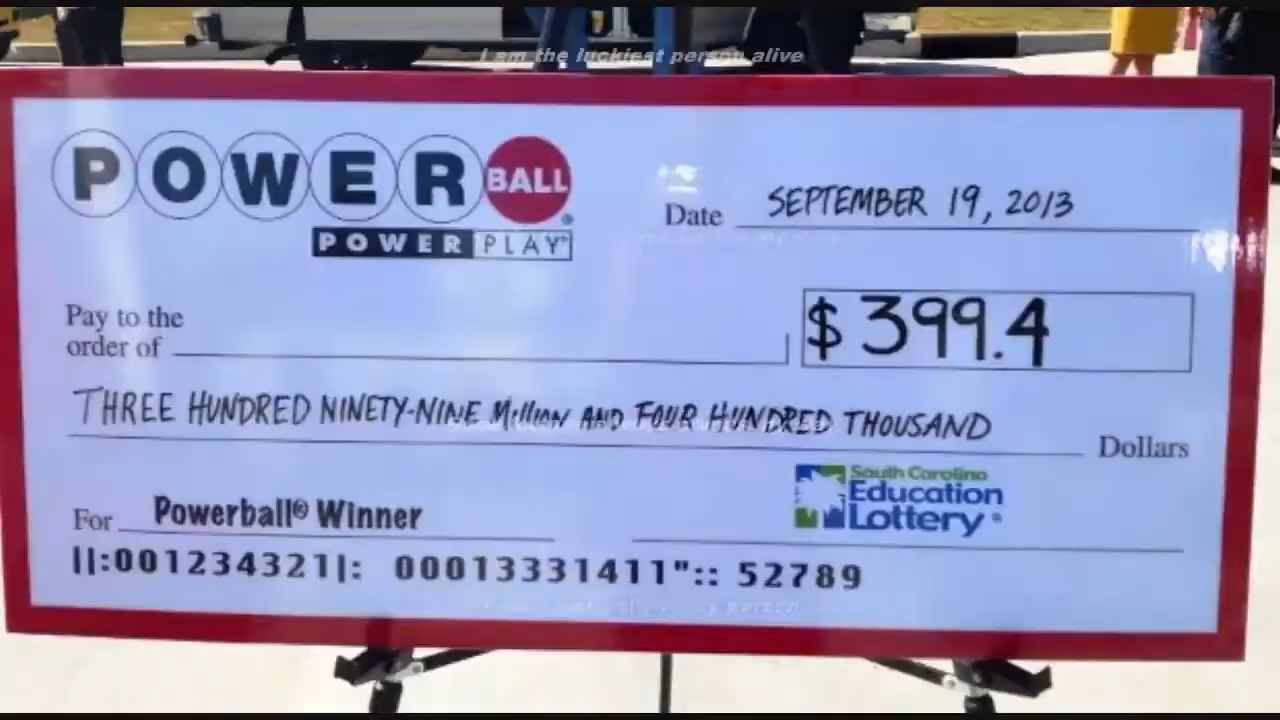 I am the luckiest person alive
POWER BALL®
POWER PLAY
Date SEPTEMBER 19, 2013
Pay to the
order of
$399.4
THREE HUNDRED NINETY-NINE Million AND FOUR HUNDRED THOUSAND
Dollars
South Carolina
Education
Lottery®
For Powerball® Winner
||:001234321|: 00013331411":: 52789